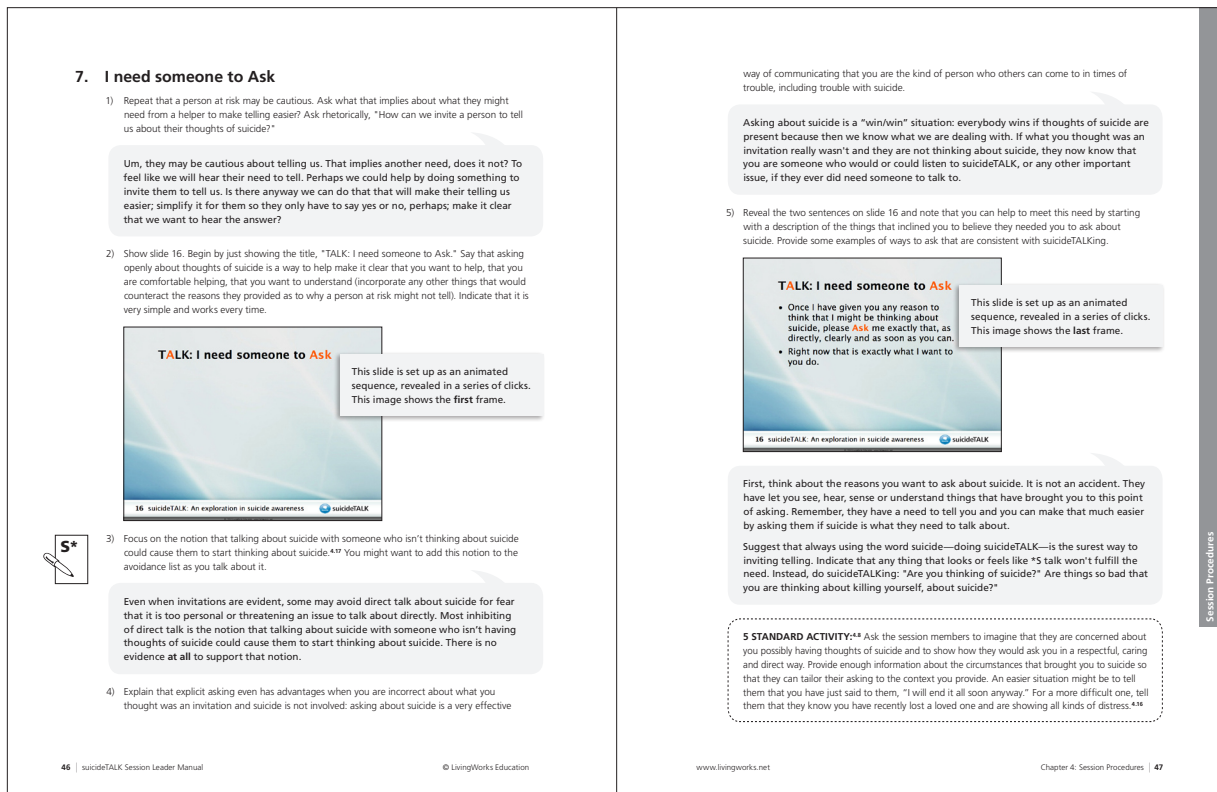 7. I need someone to Ask
1) Repeat that a person at risk may be cautious. Ask what that implies about what they might
need from a helper to make telling easier? Ask rhetorically, "How can we invite a person to tell
us about their thoughts of suicide?"
Um, they may be cautious about telling us. That implies another need, does it not? To
feel like we will hear their need to tell. Perhaps we could help by doing something to
invite them to tell us. Is there anyway we can do that that will make their telling us
easier; simplify it for them so they only have to say yes or no, perhaps; make it clear
that we want to hear the answer?
2) Show slide 16. Begin by just showing the title, "TALK: I need someone to Ask." Say that asking
openly about thoughts of suicide is a way to help make it clear that you want to help, that you
are comfortable helping, that you want to understand (incorporate any other things that would
counteract the reasons they provided as to why a person at risk might not tell). Indicate that it is
very simple and works every time.
TALK: I need someone to Ask
16 suicideTALK: An exploration in suicide awareness suicideTALK
This slide is set up as an animated
sequence, revealed in a series of clicks.
This image shows the first frame.
S*
3) Focus on the notion that talking about suicide with someone who isn't thinking about suicide
could cause them to start thinking about suicide.4.17 You might want to add this notion to the
avoidance list as you talk about it.
Even when invitations are evident, some may avoid direct talk about suicide for fear
that it is too personal or threatening an issue to talk about directly. Most inhibiting
of direct talk is the notion that talking about suicide with someone who isn't having
thoughts of suicide could cause them to start thinking about suicide. There is no
evidence at all to support that notion.
4) Explain that explicit asking even has advantages when you are incorrect about what you
thought was an invitation and suicide is not involved: asking about suicide is a very effective
46 | suicideTALK Session Leader Manual
© LivingWorks Education
way of communicating that you are the kind of person who others can come to in times of
trouble, including trouble with suicide.
Asking about suicide is a "win/win" situation: everybody wins if thoughts of suicide are
present because then we know what we are dealing with. If what you thought was an
invitation really wasn't and they are not thinking about suicide, they now know that
you are someone who would or could listen to suicideTALK, or any other important
issue, if they ever did need someone to talk to.
5) Reveal the two sentences on slide 16 and note that you can help to meet this need by starting
with a description of the things that inclined you to believe they needed you to ask about
suicide. Provide some examples of ways to ask that are consistent with suicideTALKing.
TALK: I need someone to Ask
• Once I have given you any reason to
think that I might be thinking about
suicide, please Ask me exactly that, as
directly, clearly and as soon as you can.
• Right now that is exactly what I want to
you do.
16 suicideTALK: An exploration in suicide awareness suicideTALK
This slide is set up as an animated
sequence, revealed in a series of clicks.
This image shows the last frame.
First, think about the reasons you want to ask about suicide. It is not an accident. They
have let you see, hear, sense or understand things that have brought you to this point
of asking. Remember, they have a need to tell you and you can make that much easier
by asking them if suicide is what they need to talk about.
Suggest that always using the word suicide—doing suicideTALK—is the surest way to
inviting telling. Indicate that any thing that looks or feels like *S talk won't fulfill the
need. Instead, do suicideTALKing: "Are you thinking of suicide?" Are things so bad that
you are thinking about killing yourself, about suicide?"
5 STANDARD ACTIVITY:4.8 Ask the session members to imagine that they are concerned about
you possibly having thoughts of suicide and to show how they would ask you in a respectful, caring
and direct way. Provide enough information about the circumstances that brought you to suicide so
that they can tailor their asking to the context you provide. An easier situation might be to tell
them that you have just said to them, "I will end it all soon anyway." For a more difficult one, tell
them that they know you have recently lost a loved one and are showing all kinds of distress.4.16
www.livingworks.net
Chapter 4: Session Procedures | 47
Session Procedures